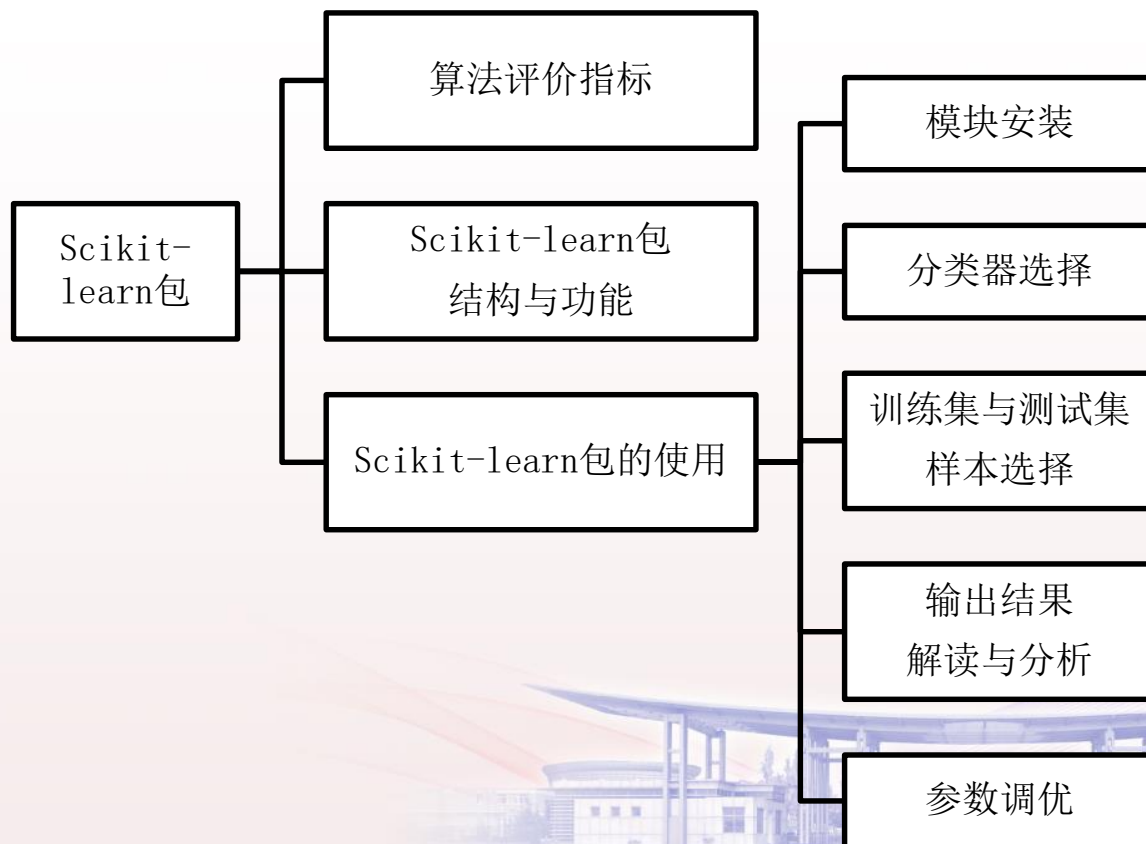 算法评价指标
模块安装
Scikit-
learn包
Scikit-learn包
结构与功能
分类器选择
Scikit-learn包的使用
训练集与测试集
样本选择
输出结果
解读与分析
参数调优